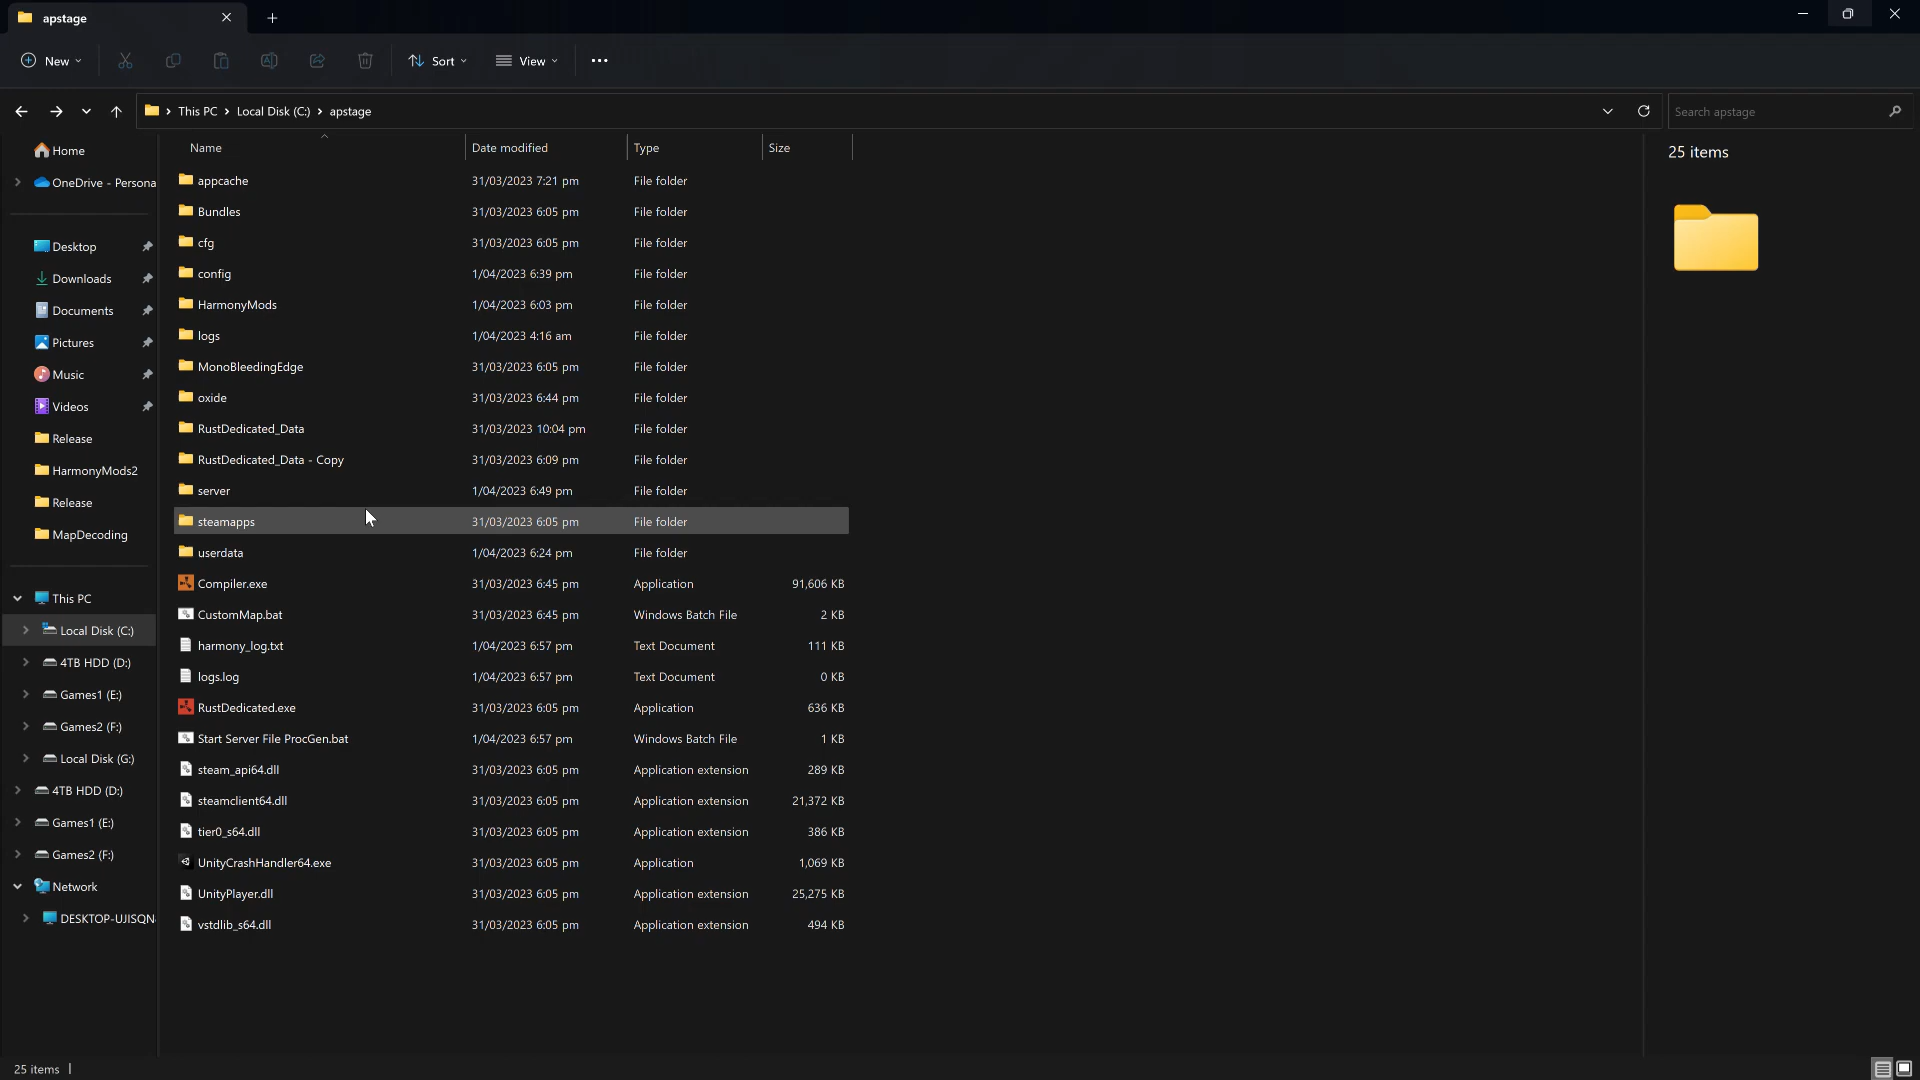 apstage
New
Sort
View
This PC > Local Disk (C:) > apstage
Search apstage
Home
OneDrive - Persona
Desktop
Downloads
Documents
Pictures
Music
Videos
Release
HarmonyMods2
Release
MapDecoding
This PC
Local Disk (C:)
4TB HDD (D:)
Games1 (E:)
Games2 (F:)
Local Disk (G:)
4TB HDD (D:)
Games1 (E:)
Games2 (F:)
Network
DESKTOP-UJISQN
Name Date modified Type Size
appcache 31/03/2023 7:21 pm File folder
Bundles 31/03/2023 6:05 pm File folder
cfg 31/03/2023 6:05 pm File folder
config 1/04/2023 6:39 pm File folder
HarmonyMods 1/04/2023 6:03 pm File folder
logs 1/04/2023 4:16 am File folder
MonoBleedingEdge 31/03/2023 6:05 pm File folder
oxide 31/03/2023 6:44 pm File folder
RustDedicated_Data 31/03/2023 10:04 pm File folder
RustDedicated_Data - Copy 31/03/2023 6:09 pm File folder
server 1/04/2023 6:49 pm File folder
steamapps 31/03/2023 6:05 pm File folder
userdata 1/04/2023 6:24 pm File folder
Compiler.exe 31/03/2023 6:45 pm Application 91,606 KB
CustomMap.bat 31/03/2023 6:45 pm Windows Batch File 2 KB
harmony_log.txt 1/04/2023 6:57 pm Text Document 111 KB
logs.log 1/04/2023 6:57 pm Text Document 0 KB
RustDedicated.exe 31/03/2023 6:05 pm Application 636 KB
Start Server File ProcGen.bat 1/04/2023 6:57 pm Windows Batch File 1 KB
steam_api64.dll 31/03/2023 6:05 pm Application extension 289 KB
steamclient64.dll 31/03/2023 6:05 pm Application extension 21,372 KB
tier0_s64.dll 31/03/2023 6:05 pm Application extension 386 KB
UnityCrashHandler64.exe 31/03/2023 6:05 pm Application 1,069 KB
UnityPlayer.dll 31/03/2023 6:05 pm Application extension 25,275 KB
vstdlib_s64.dll 31/03/2023 6:05 pm Application extension 494 KB
25 items
25 items